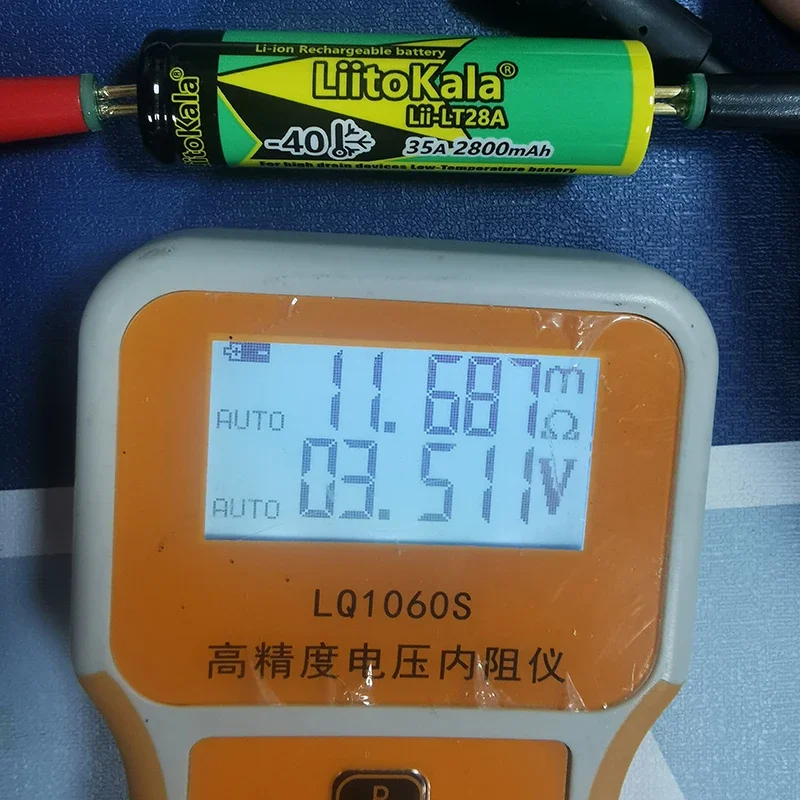 Li-ion Rechargeable battery
LiitoKala®
LiitoKala®
Lii-LT28A
-40
35A 2800mAh
For high drain devices Low-Temperature battery
11.687mΩ
AUTO
03.511V
AUTO
LQ1060S
高精度电压内阻仪